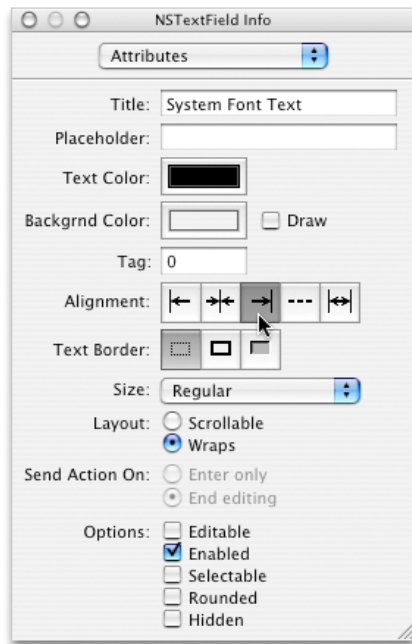 NSTextField Info
Attributes
Title: System Font Text
Placeholder:
Text Color:
Backgrnd Color: Draw
Tag: 0
Alignment:
Text Border:
Size: Regular
Layout: Scrollable
Wraps
Send Action On: Enter only
End editing
Options: Editable
Enabled
Selectable
Rounded
Hidden